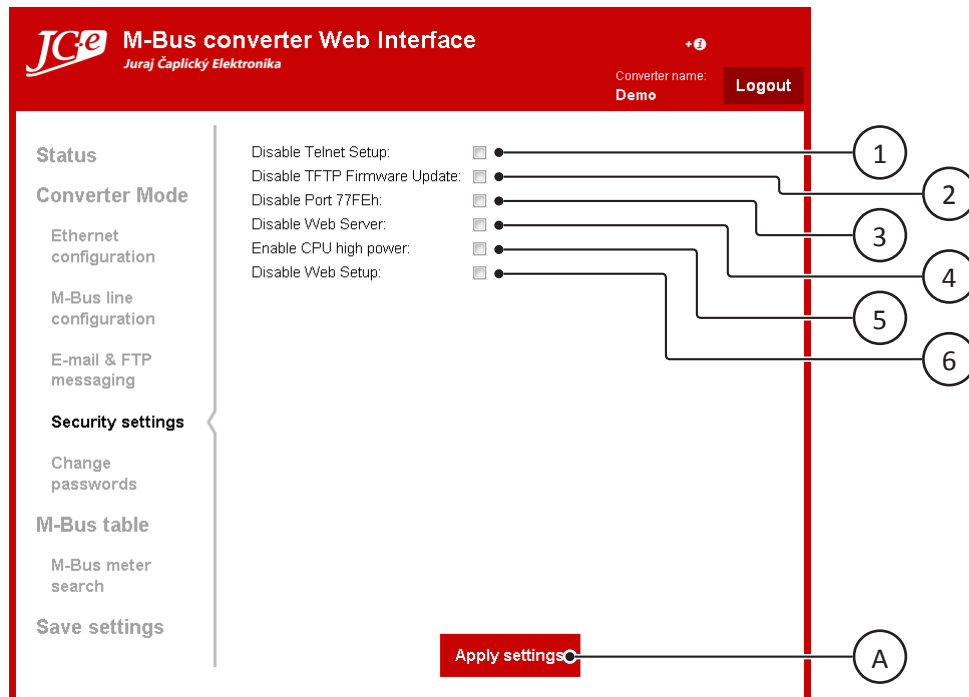 JC-e M-Bus converter Web Interface
Juraj Čaplický Elektronika
+i
Converter name:
Demo
Logout
Status
Converter Mode
Ethernet
configuration
M-Bus line
configuration
E-mail & FTP
messaging
Security settings
Change
passwords
M-Bus table
M-Bus meter
search
Save settings
Disable Telnet Setup:
Disable TFTP Firmware Update:
Disable Port 77FEh:
Disable Web Server:
Enable CPU high power:
Disable Web Setup:
Apply settings
1
2
3
4
5
6
A